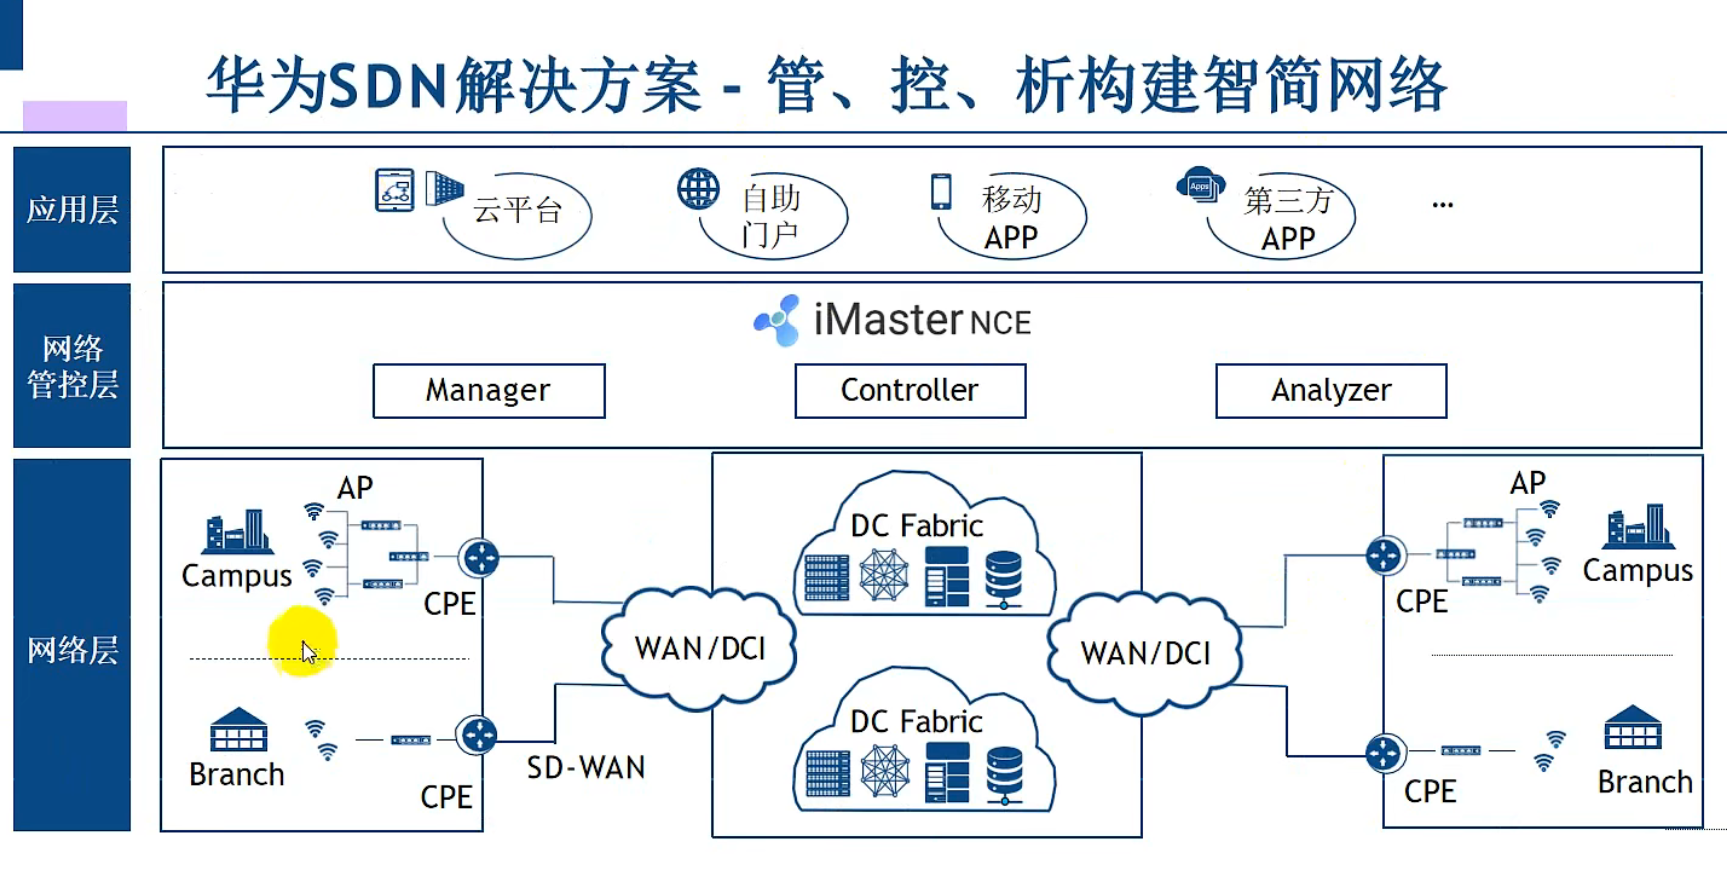 华为SDN解决方案 - 管、控、析构建智简网络
应用层
云平台
自助
门户
移动
APP
Apps
第三方
APP
...
网络
管控层
iMaster NCE
Manager
Controller
Analyzer
网络层
AP
Campus
CPE
Branch
CPE
SD-WAN
WAN/DCI
DC Fabric
DC Fabric
WAN/DCI
AP
Campus
CPE
Branch
CPE